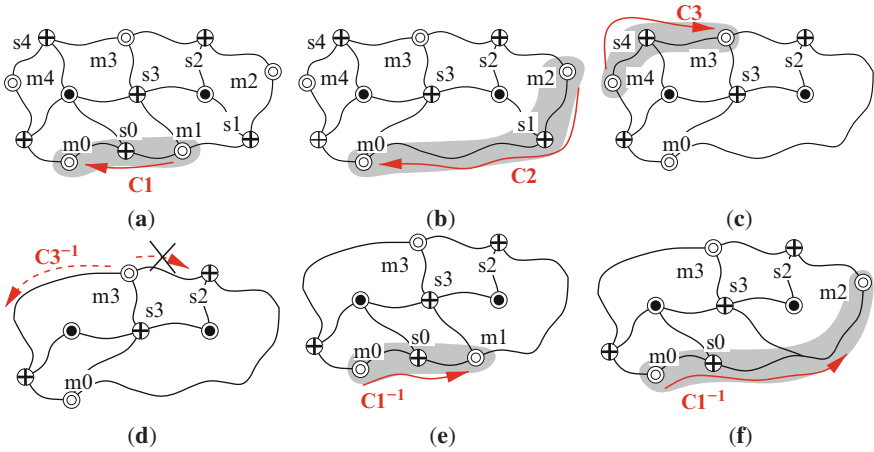 s4 m3 s2 m2
m4 s3
m0 s0 m1 s1
C1
(a)
s4 m3 s2 m2
m4 s3
m0 s1
C2
(b)
C3
s4 m3 s2
m4 s3
m0
(c)
C3⁻¹
m3 s2
s3
m0
(d)
m3 s2
s3
m0 s0 m1
C1⁻¹
(e)
m3 s2 m2
s3
m0 s0
C1⁻¹
(f)